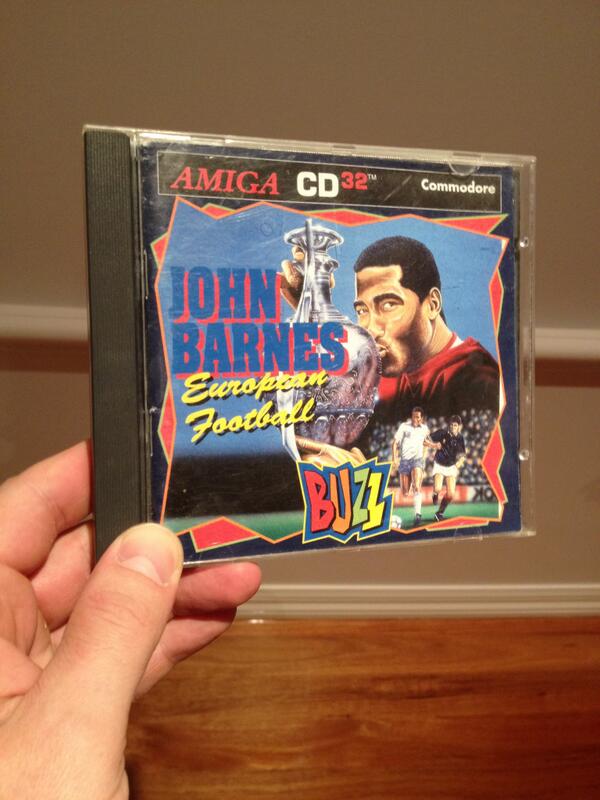 AMIGA CD32™ Commodore
JOHN
BARNES
European
Football
BUZZ